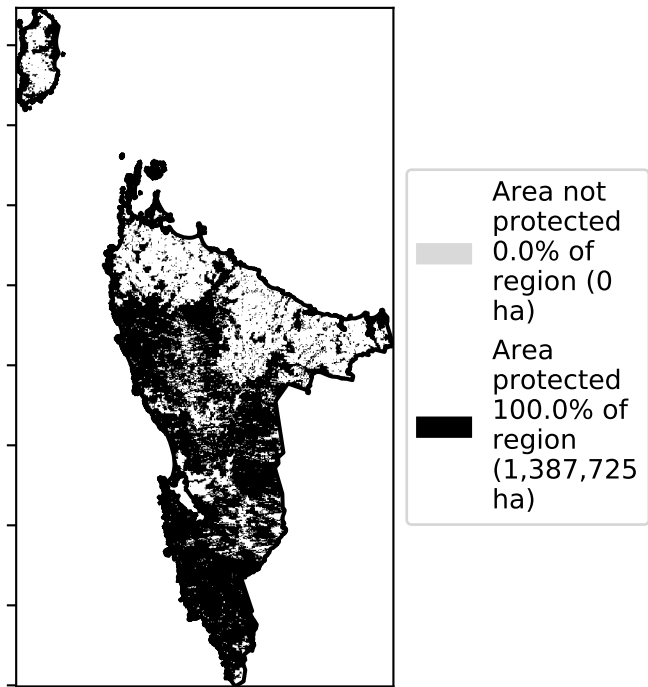 Area not
protected
0.0% of
region (0
ha)
Area
protected
100.0% of
region
(1,387,725
ha)